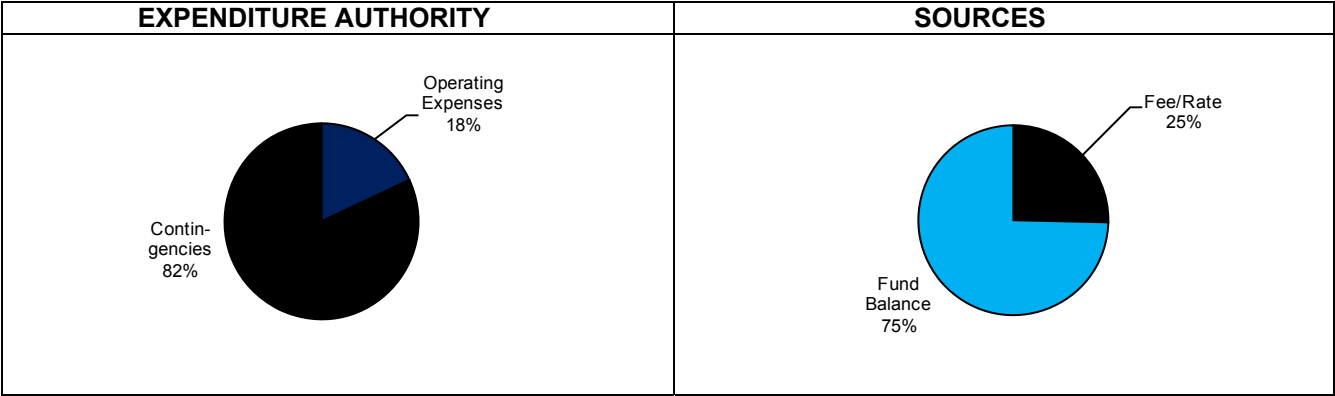 EXPENDITURE AUTHORITY
SOURCES
Operating
Expenses
18%
Contin-
gencies
82%
Fee/Rate
25%
Fund
Balance
75%